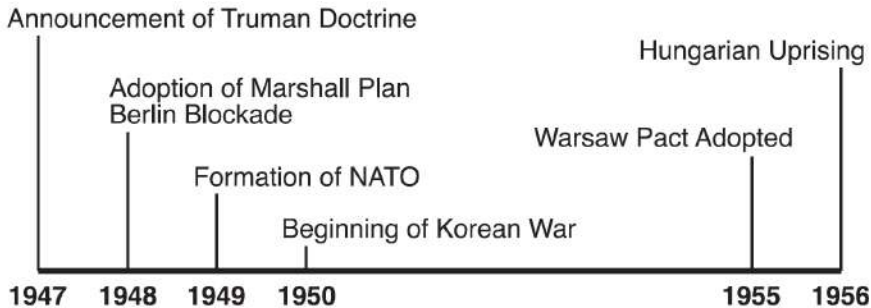 Announcement of Truman Doctrine
Hungarian Uprising
Adoption of Marshall Plan
Berlin Blockade
Warsaw Pact Adopted
Formation of NATO
Beginning of Korean War
1947 1948 1949 1950 1955 1956